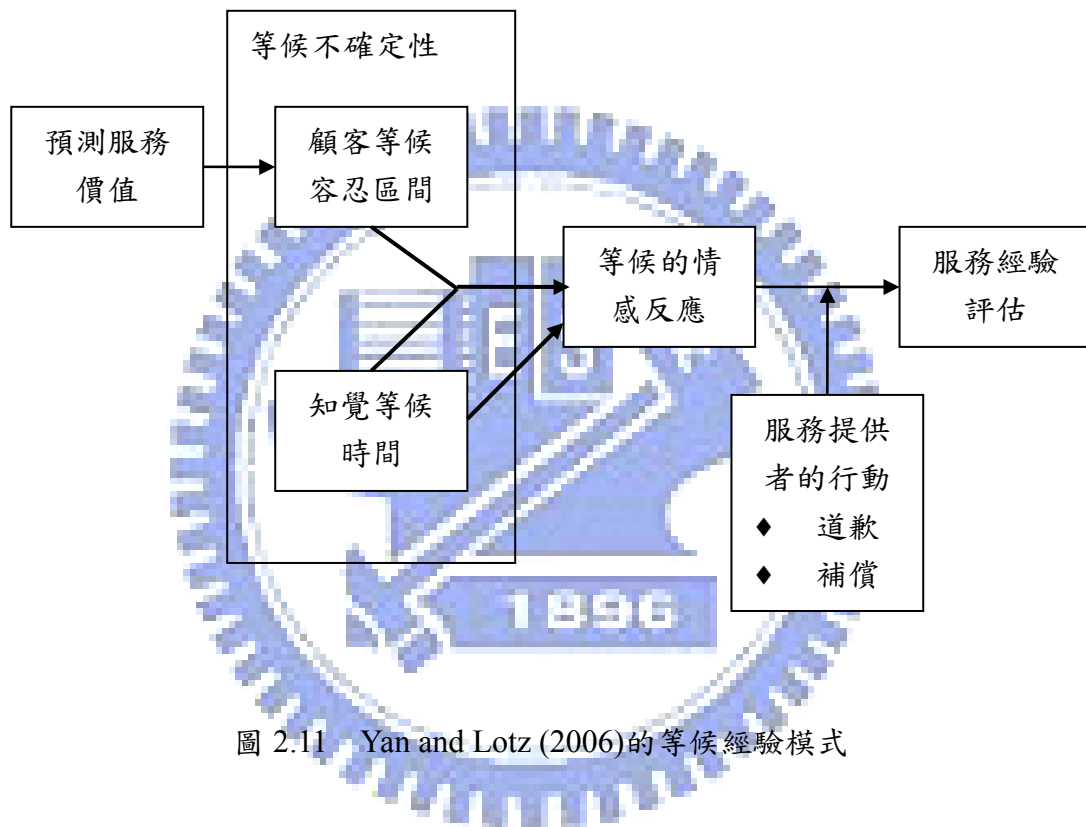 等候不確定性
預測服務
價值
顧客等候
容忍區間
等候的情
感反應
服務經驗
評估
知覺等候
時間
服務提供
者的行動
♦ 道歉
♦ 補償
1896
圖 2.11 Yan and Lotz (2006)的等候經驗模式